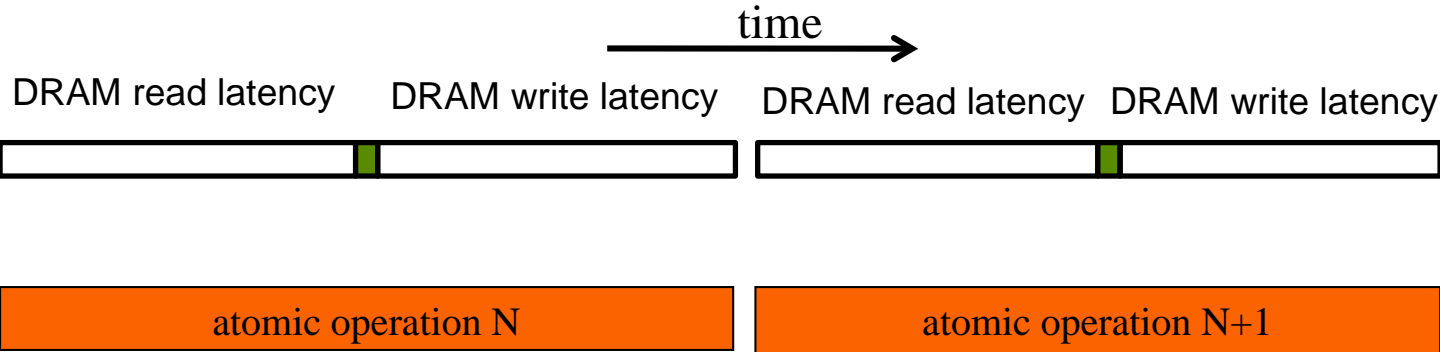 time
DRAM read latency DRAM write latency DRAM read latency DRAM write latency
atomic operation N atomic operation N+1